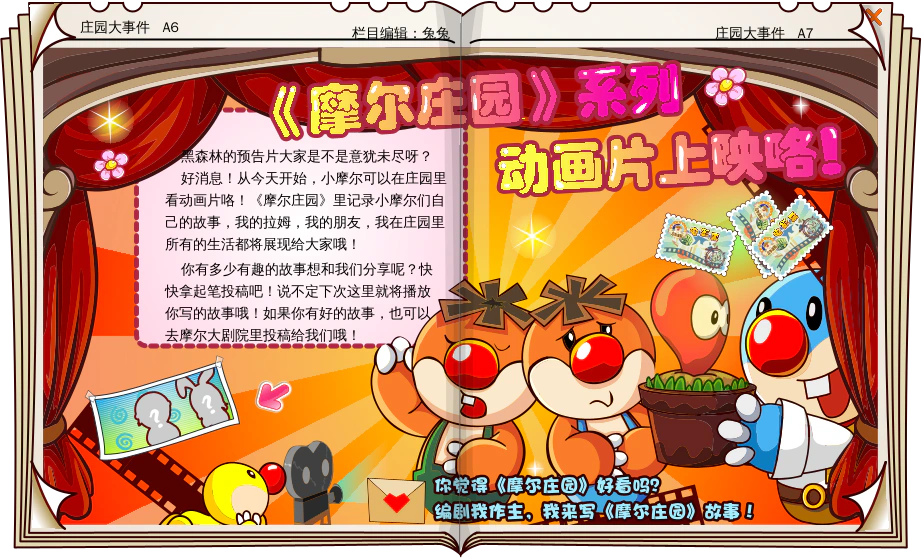 庄园大事件 A6
栏目编辑：兔兔
庄园大事件 A7
《摩尔庄园》系列
动画片上映咯！
黑森林的预告片大家是不是意犹未尽呀？
好消息！从今天开始，小摩尔可以在庄园里
看动画片咯！《摩尔庄园》里记录小摩尔们自
己的故事，我的拉姆，我的朋友，我在庄园里
所有的生活都将展现给大家哦！
你有多少有趣的故事想和我们分享呢？快
快拿起笔投稿吧！说不定下次这里就将播放
你写的故事哦！如果你有好的故事，也可以
去摩尔大剧院里投稿给我们哦！
你觉得《摩尔庄园》好看吗？
编剧我作主，我来写《摩尔庄园》故事！